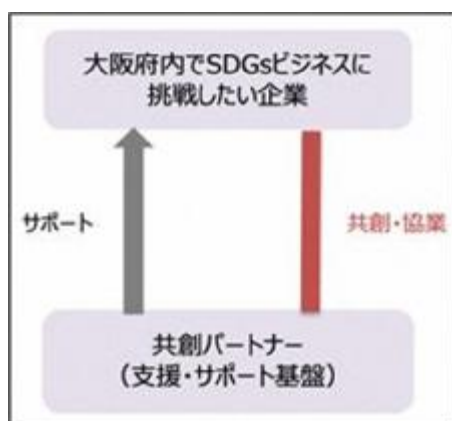 大阪府内でSDGsビジネスに
挑戦したい企業
サポート
共創・協業
共創パートナー
（支援・サポート基盤）